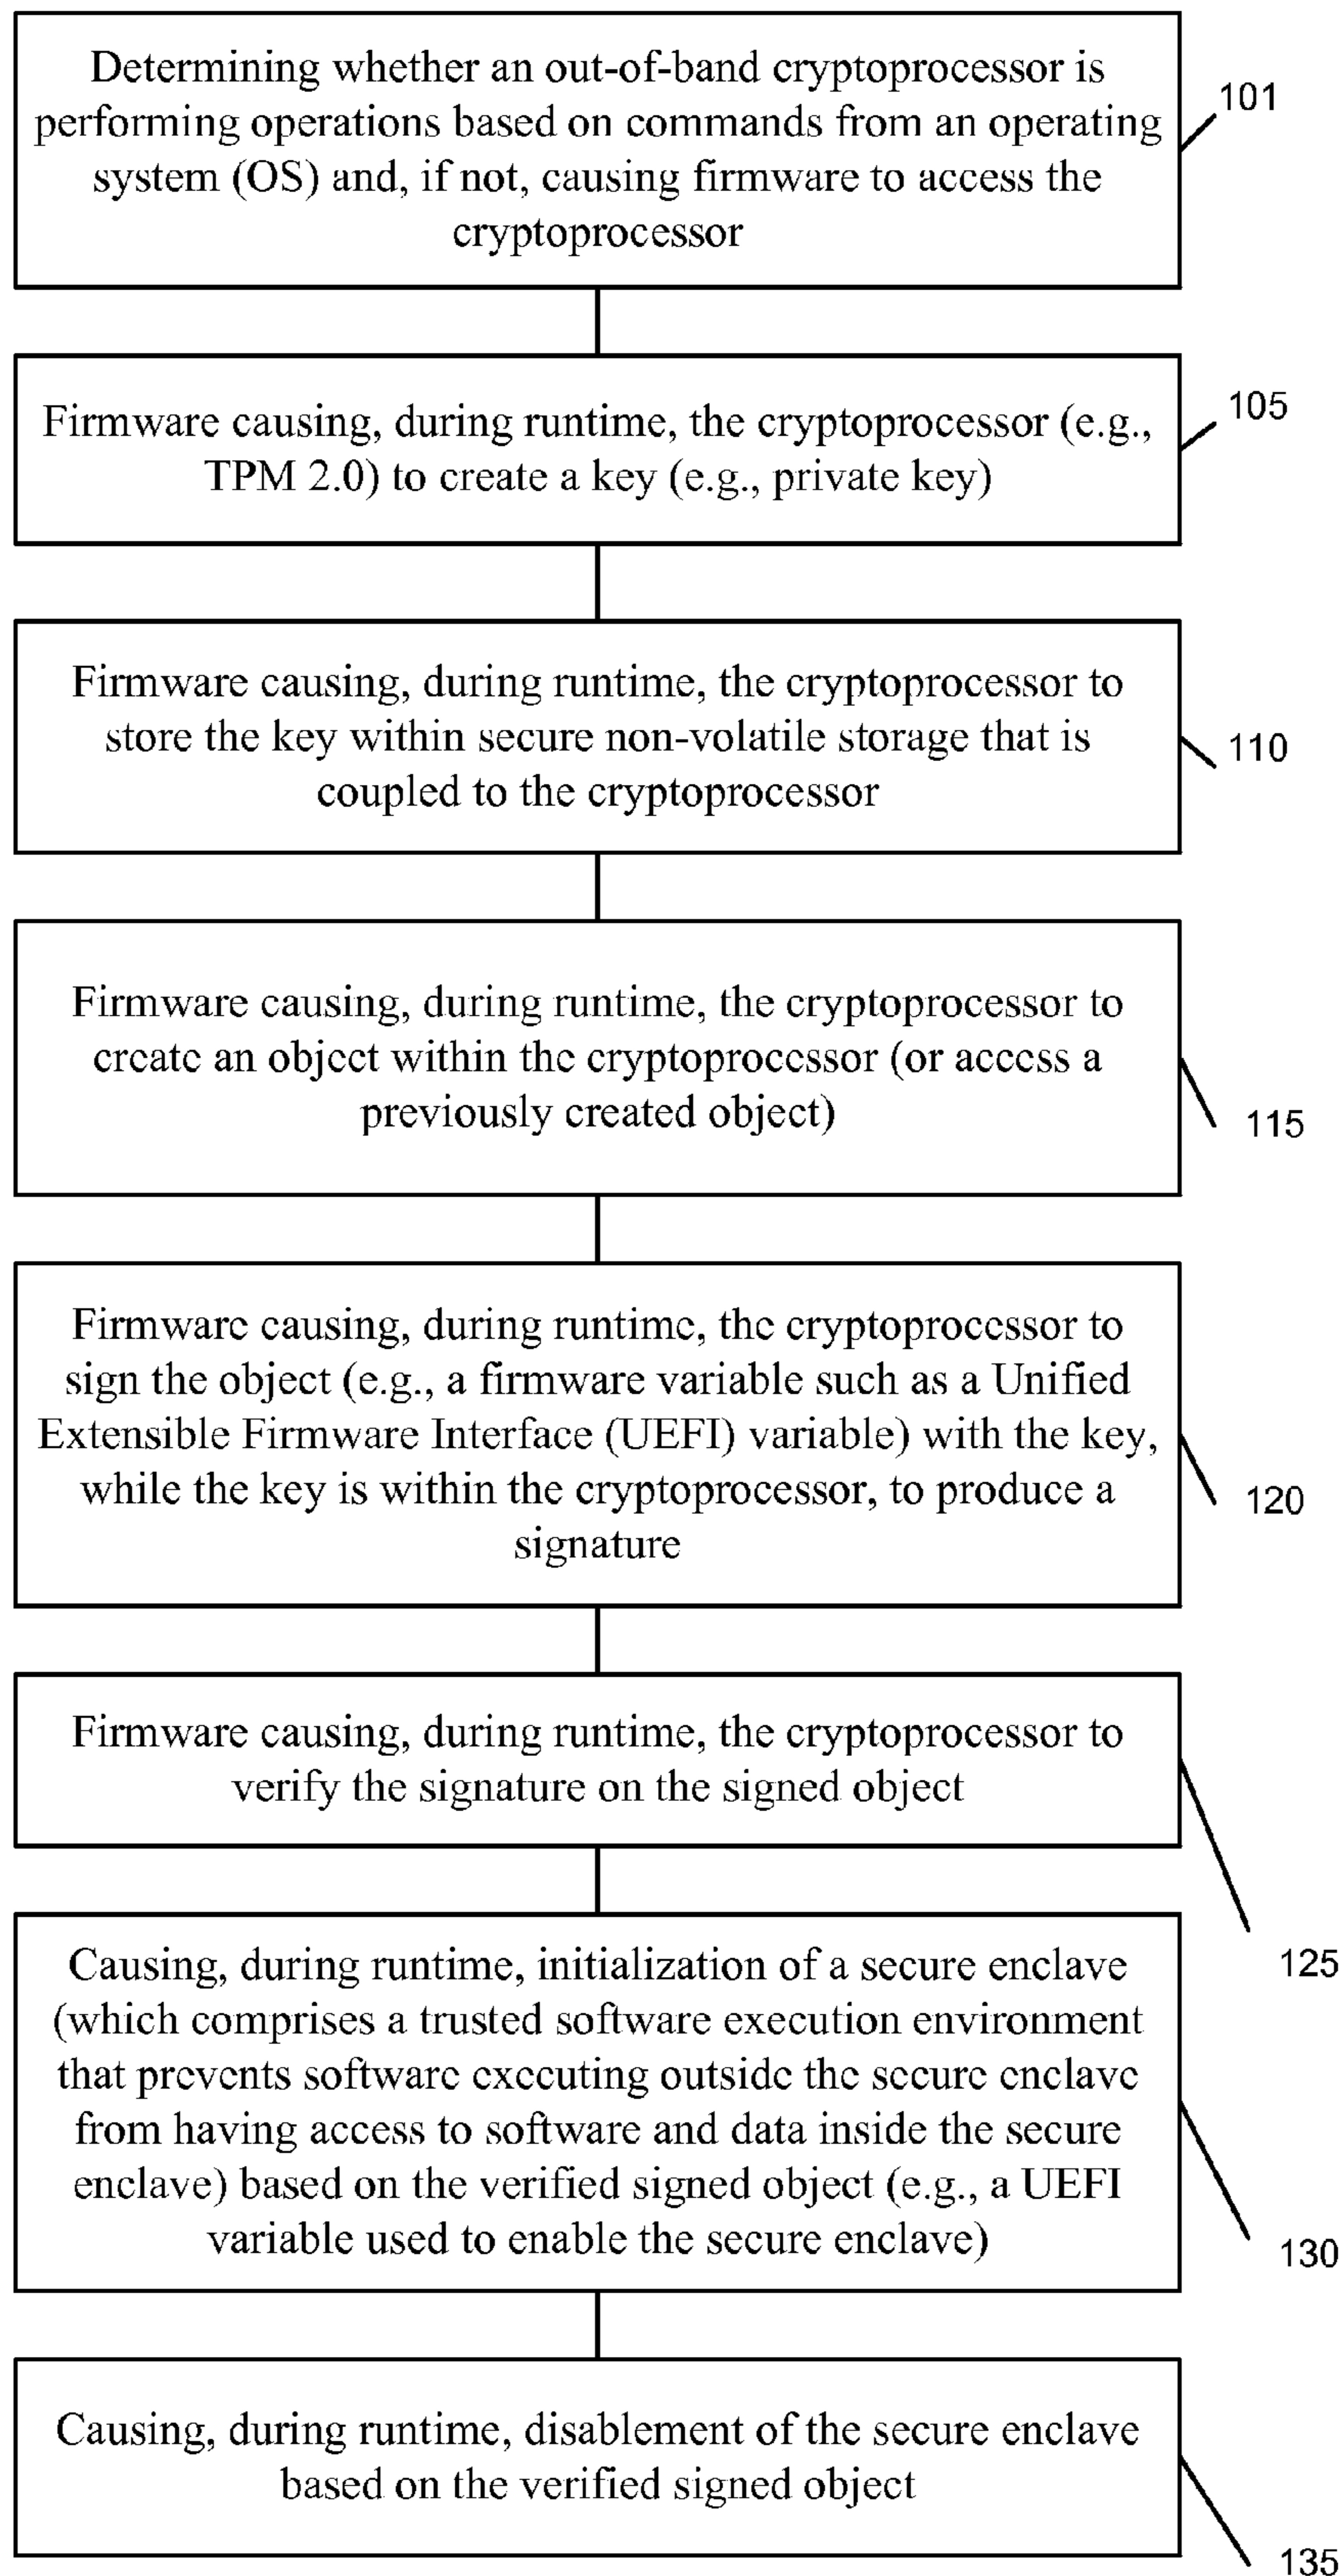 Determining whether an out-of-band cryptoprocessor is
performing operations based on commands from an operating
system (OS) and, if not, causing firmware to access the
cryptoprocessor
101
Firmware causing, during runtime, the cryptoprocessor (e.g.,
TPM 2.0) to create a key (e.g., private key)
105
Firmware causing, during runtime, the cryptoprocessor to
store the key within secure non-volatile storage that is
coupled to the cryptoprocessor
110
Firmware causing, during runtime, the cryptoprocessor to
create an object within the cryptoprocessor (or access a
previously created object)
115
Firmware causing, during runtime, the cryptoprocessor to
sign the object (e.g., a firmware variable such as a Unified
Extensible Firmware Interface (UEFI) variable) with the key,
while the key is within the cryptoprocessor, to produce a
signature
120
Firmware causing, during runtime, the cryptoprocessor to
verify the signature on the signed object
125
Causing, during runtime, initialization of a secure enclave
(which comprises a trusted software execution environment
that prevents software executing outside the secure enclave
from having access to software and data inside the secure
enclave) based on the verified signed object (e.g., a UEFI
variable used to enable the secure enclave)
130
Causing, during runtime, disablement of the secure enclave
based on the verified signed object
135